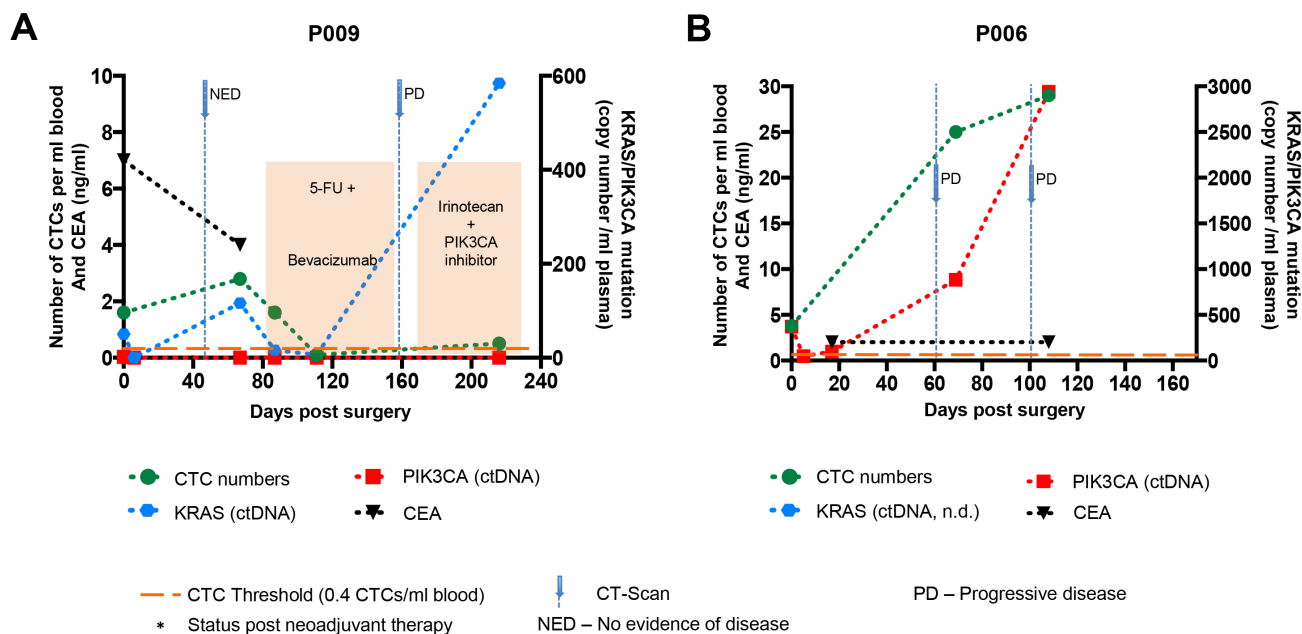 A
P009
Number of CTCs per ml blood
And CEA (ng/ml)
10
8
6
4
2
0
NED
PD
5-FU +
Bevacizumab
Irinotecan
+
PIK3CA
inhibitor
600
400
200
0
KRAS/PIK3CA mutation
(copy number /ml plasma)
0 40 80 120 160 200 240
Days post surgery
CTC numbers
PIK3CA (ctDNA)
KRAS (ctDNA)
CEA
B
P006
Number of CTCs per ml blood
And CEA (ng/ml)
30
25
20
15
10
5
0
PD
PD
3000
2500
2000
1500
1000
500
0
KRAS/PIK3CA mutation
(copy number /ml plasma)
0 20 40 60 80 100 120 140 160
Days post surgery
CTC numbers
PIK3CA (ctDNA)
KRAS (ctDNA, n.d.)
CEA
CTC Threshold (0.4 CTCs/ml blood)
CT-Scan
PD – Progressive disease
* Status post neoadjuvant therapy
NED – No evidence of disease